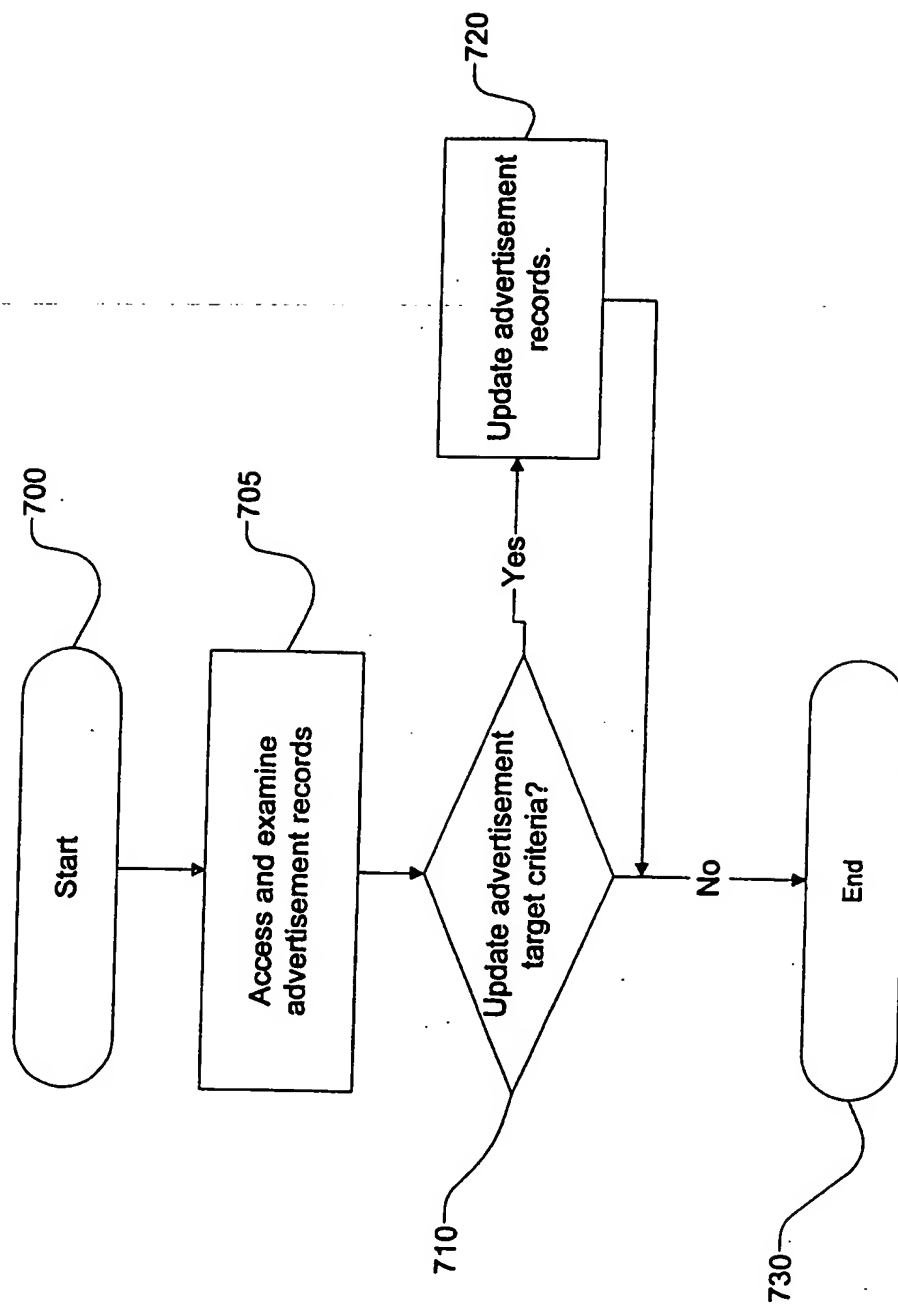 Start
700
Access and examine
advertisement records
705
Update advertisement
target criteria?
710
Yes
Update advertisement
records.
720
No
End
730